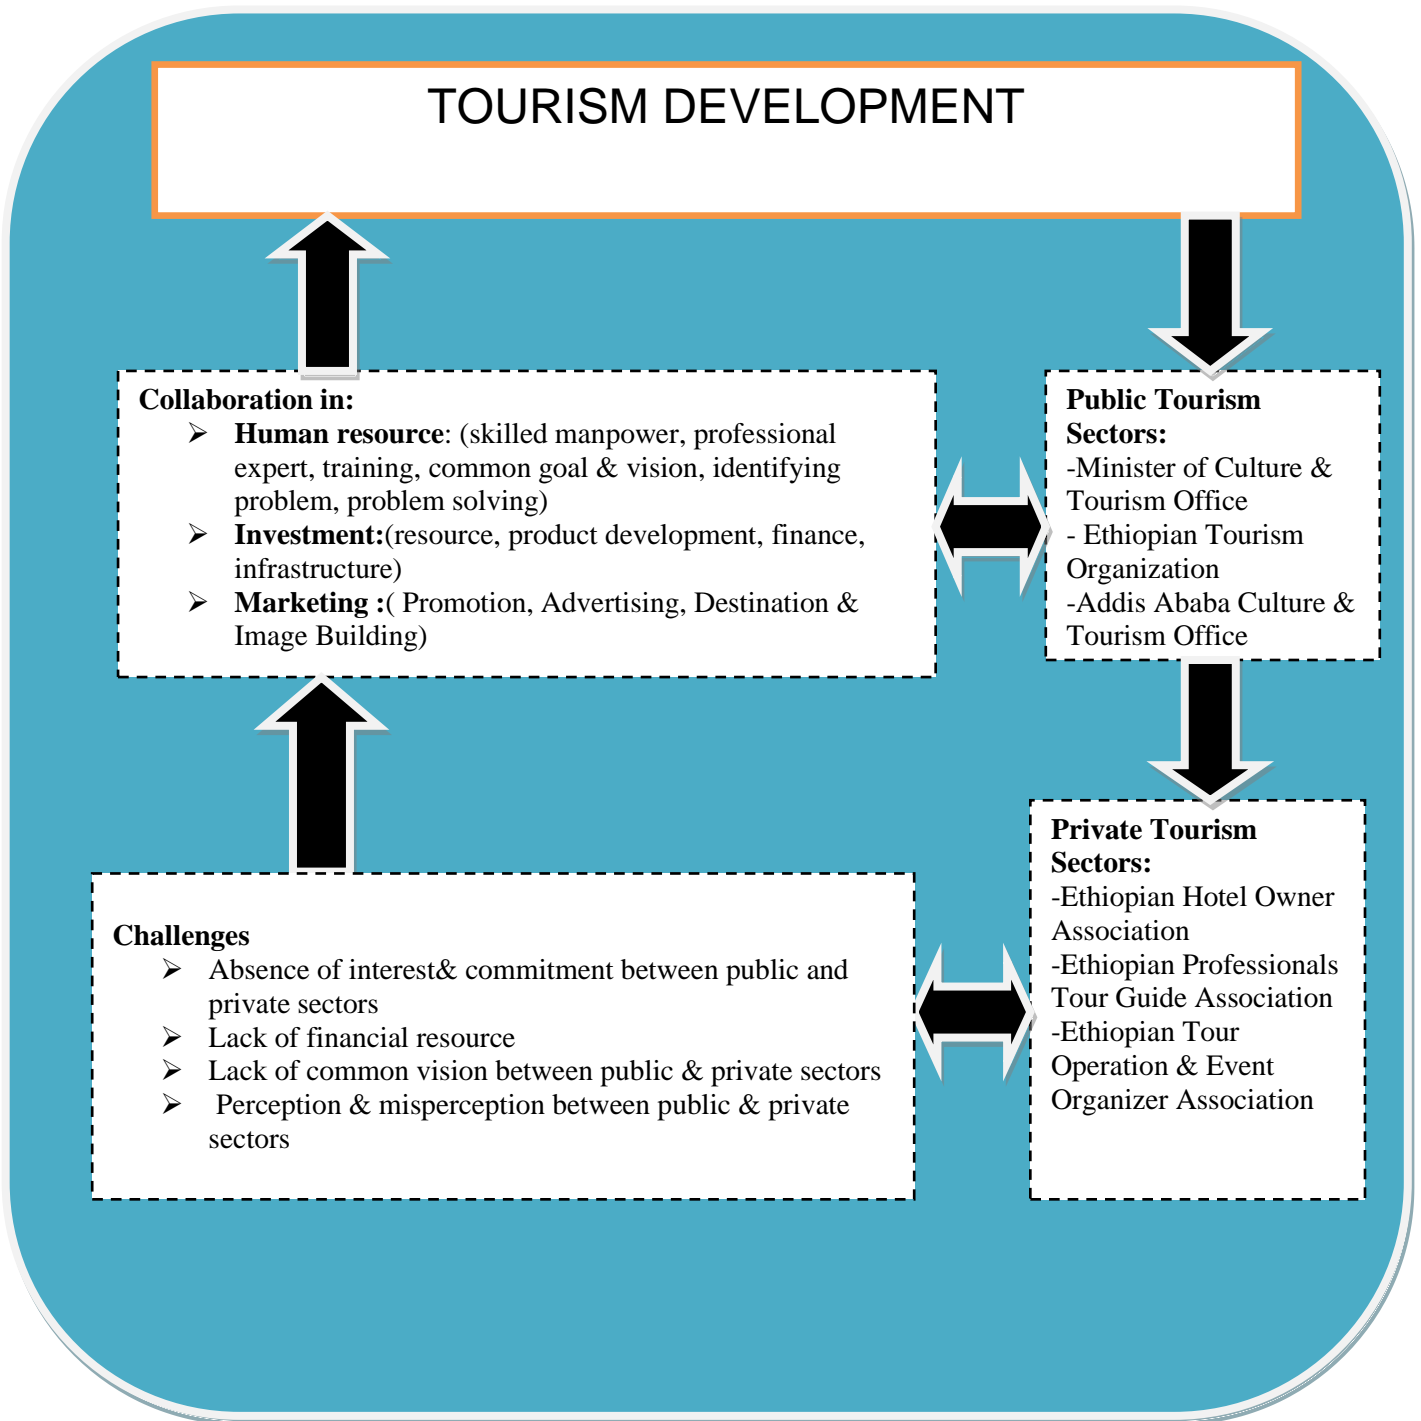 TOURISM DEVELOPMENT
Collaboration in:
➢ Human resource: (skilled manpower, professional
expert, training, common goal & vision, identifying
problem, problem solving)
➢ Investment:(resource, product development, finance,
infrastructure)
➢ Marketing :( Promotion, Advertising, Destination &
Image Building)
Public Tourism
Sectors:
-Minister of Culture &
Tourism Office
- Ethiopian Tourism
Organization
-Addis Ababa Culture &
Tourism Office
Challenges
➢ Absence of interest& commitment between public and
private sectors
➢ Lack of financial resource
➢ Lack of common vision between public & private sectors
➢ Perception & misperception between public & private
sectors
Private Tourism
Sectors:
-Ethiopian Hotel Owner
Association
-Ethiopian Professionals
Tour Guide Association
-Ethiopian Tour
Operation & Event
Organizer Association